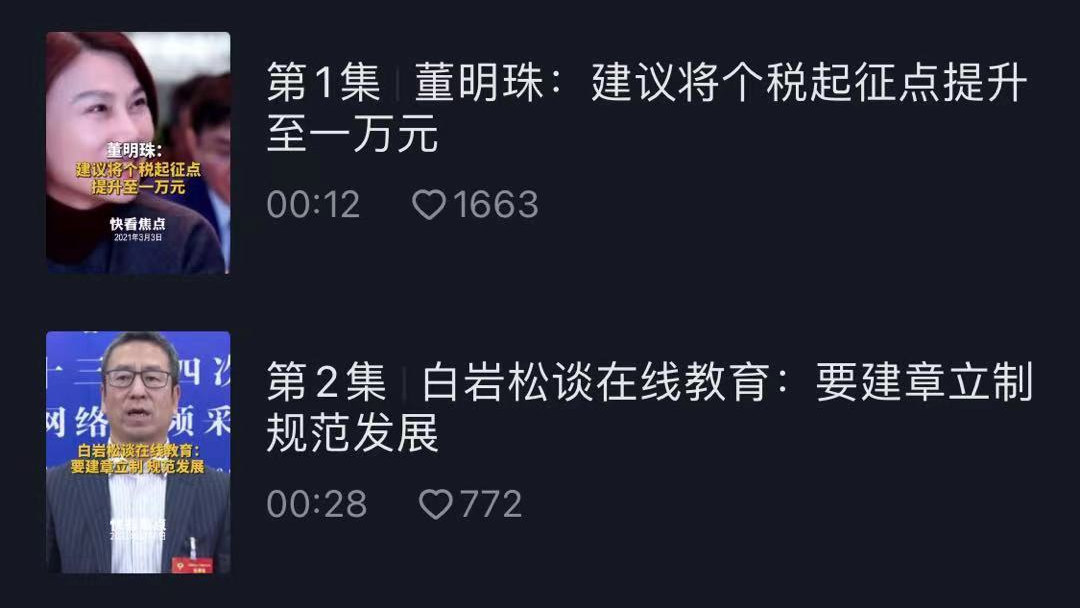 第1集 | 董明珠：建议将个税起征点提升
至一万元
董明珠：
建议将个税起征点
提升至一万元
快看焦点
2021年3月3日
00:12 1663
第2集 | 白岩松谈在线教育：要建章立制
规范发展
十三 四次
网络 频采
白岩松谈在线教育：
要建章立制 规范发展
快看焦点
00:28 772